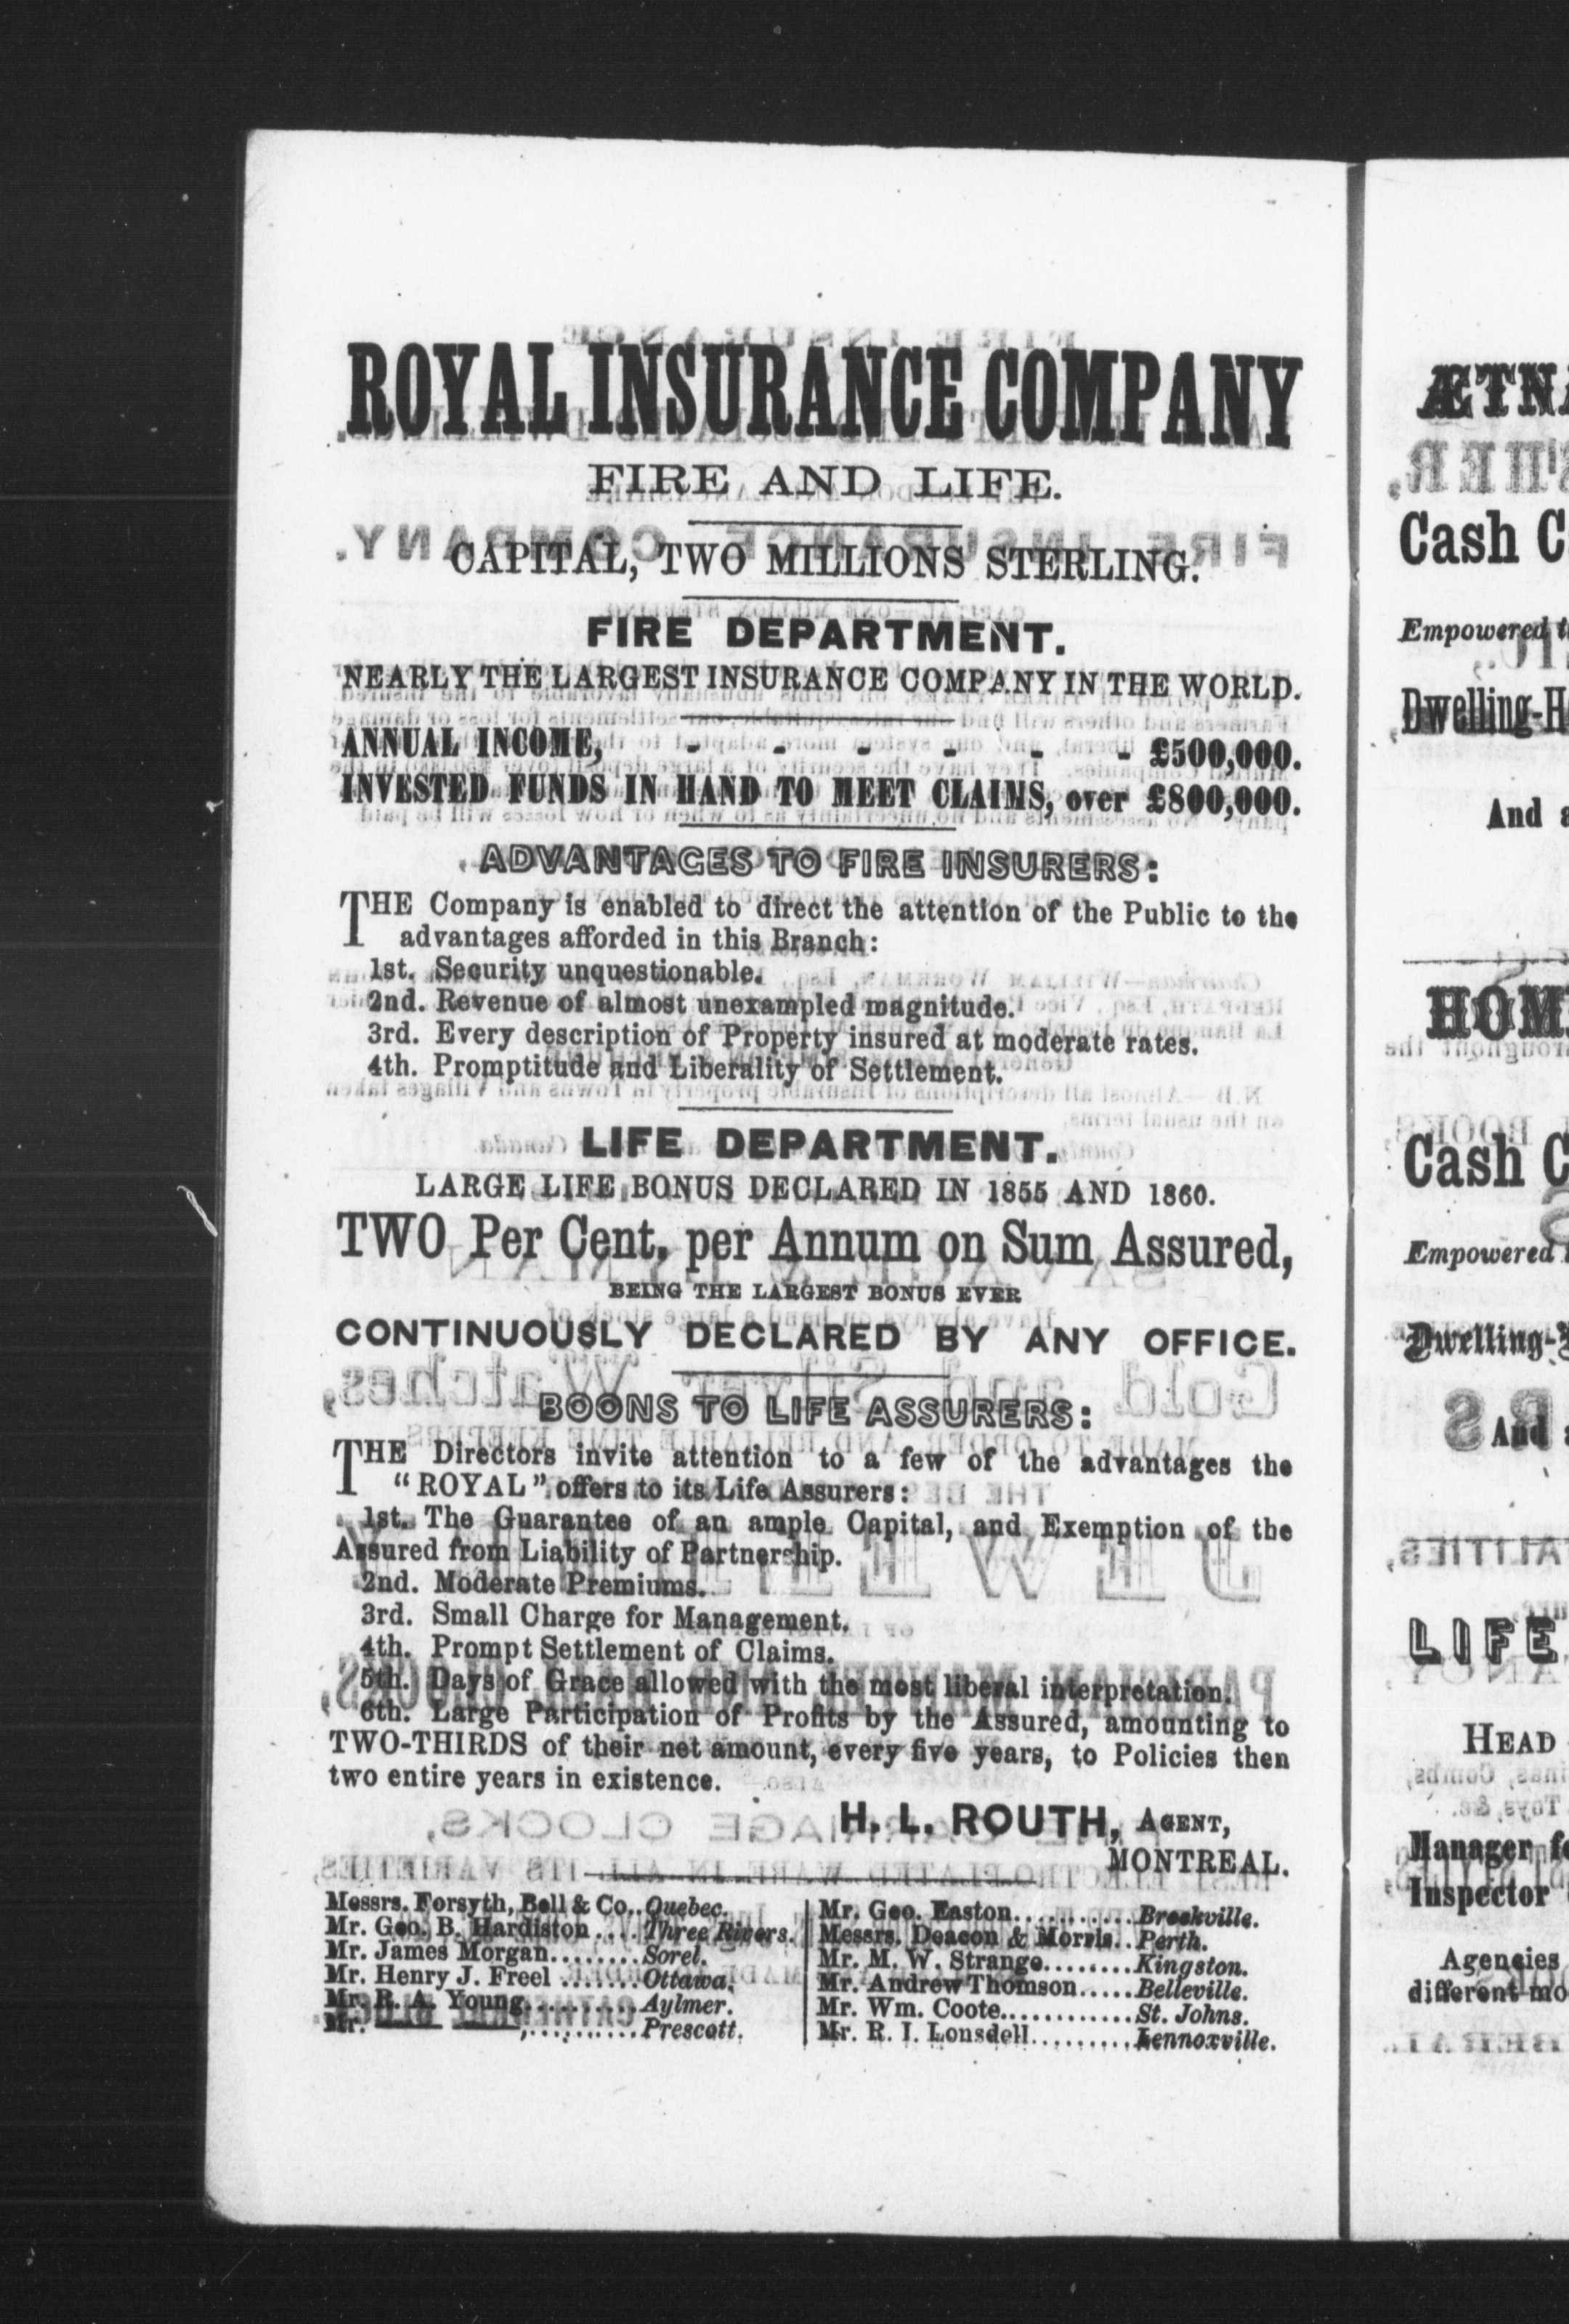 ROYAL INSURANCE COMPANY
FIRE AND LIFE.
CAPITAL, TWO MILLIONS STERLING.
FIRE DEPARTMENT.
NEARLY THE LARGEST INSURANCE COMPANY IN THE WORLD.
ANNUAL INCOME, - - - - - - £500,000.
INVESTED FUNDS IN HAND TO MEET CLAIMS, over £800,000.
ADVANTAGES TO FIRE INSURERS:
THE Company is enabled to direct the attention of the Public to the
advantages afforded in this Branch:
1st. Security unquestionable.
2nd. Revenue of almost unexampled magnitude.
3rd. Every description of Property insured at moderate rates.
4th. Promptitude and Liberality of Settlement.
LIFE DEPARTMENT.
LARGE LIFE BONUS DECLARED IN 1855 AND 1860.
TWO Per Cent. per Annum on Sum Assured,
BEING THE LARGEST BONUS EVER
CONTINUOUSLY DECLARED BY ANY OFFICE.
BOONS TO LIFE ASSURERS:
THE Directors invite attention to a few of the advantages the
"ROYAL" offers to its Life Assurers:
1st. The Guarantee of an ample Capital, and Exemption of the
Assured from Liability of Partnership.
2nd. Moderate Premiums.
3rd. Small Charge for Management.
4th. Prompt Settlement of Claims.
5th. Days of Grace allowed with the most liberal interpretation.
6th. Large Participation of Profits by the Assured, amounting to
TWO-THIRDS of their net amount, every five years, to Policies then
two entire years in existence.
H. L. ROUTH, AGENT,
MONTREAL.
Messrs. Forsyth, Bell & Co..Quebec.
Mr. Geo. B. Hardiston....Three Rivers.
Mr. James Morgan........Sorel.
Mr. Henry J. Freel.......Ottawa.
Mr. R. A. Young..........Aylmer.
Mr. —— ——,..........Prescott.
Mr. Geo. Easton...........Brockville.
Messrs. Deacon & Morris..Perth.
Mr. M. W. Strange........Kingston.
Mr. Andrew Thomson.....Belleville.
Mr. Wm. Coote............St. Johns.
Mr. R. I. Lonsdell.........Lennoxville.
ÆTNA
Cash C
Empowered t
Dwelling-H
And a
HOM
Cash C
Empowered
Dwelling-
And a
LIFE
HEAD
Manager fo
Inspector
Agencies
different mo